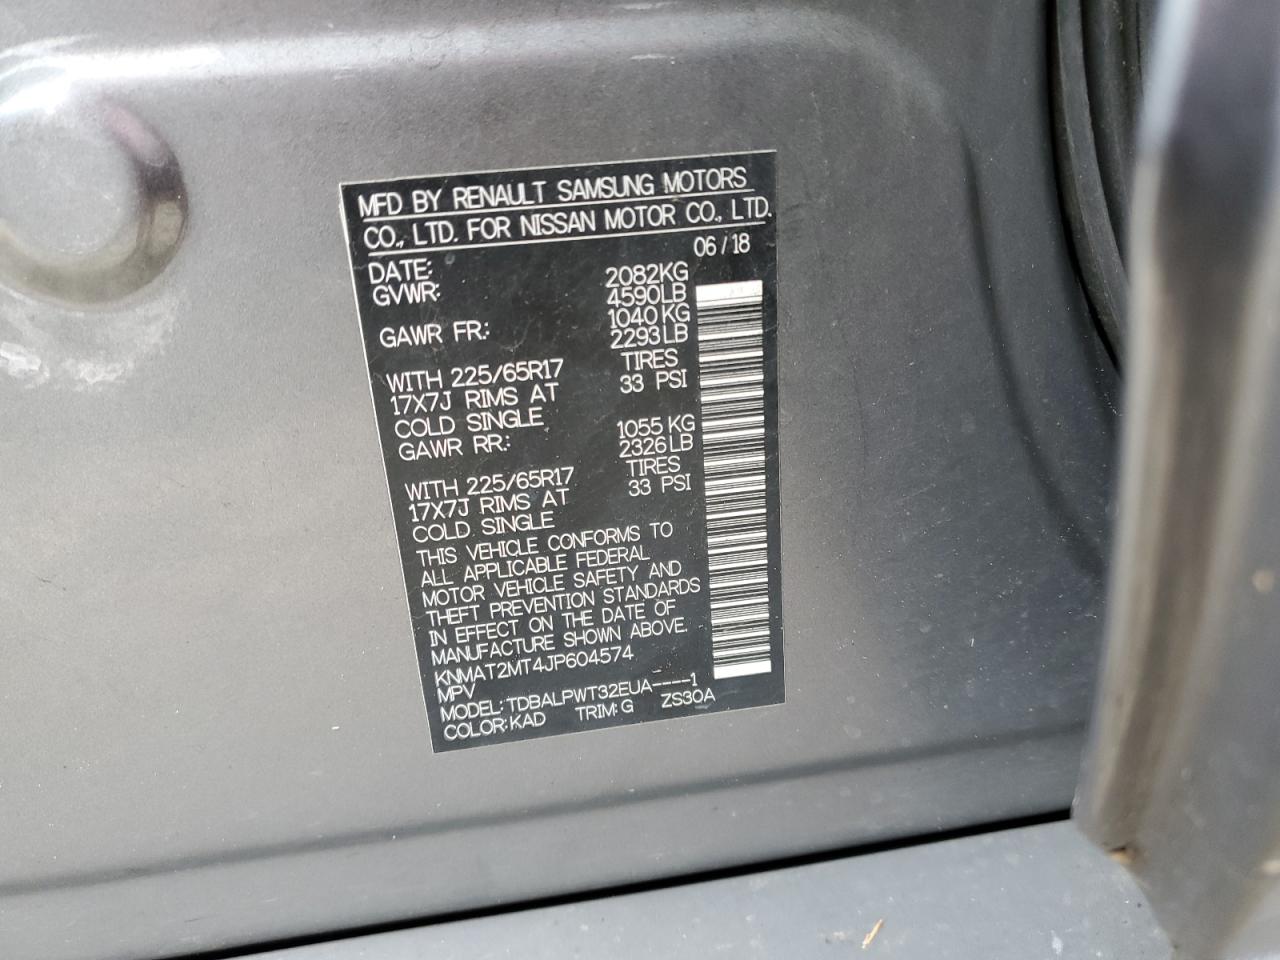 MFD BY RENAULT SAMSUNG MOTORS
CO., LTD. FOR NISSAN MOTOR CO., LTD.
DATE: 06/18
GVWR: 2082KG
4590LB
GAWR FR.: 1040KG
2293LB
WITH 225/65R17 TIRES
17X7J RIMS AT 33 PSI
COLD SINGLE
GAWR RR.: 1055KG
2326LB
WITH 225/65R17 TIRES
17X7J RIMS AT 33 PSI
COLD SINGLE
THIS VEHICLE CONFORMS TO
ALL APPLICABLE FEDERAL
MOTOR VEHICLE SAFETY AND
THEFT PREVENTION STANDARDS
IN EFFECT ON THE DATE OF
MANUFACTURE SHOWN ABOVE.
KNMAT2MT4JP604574
MPV
MODEL: TDBALPWT32EUA----1
COLOR:KAD TRIM:G ZS30A